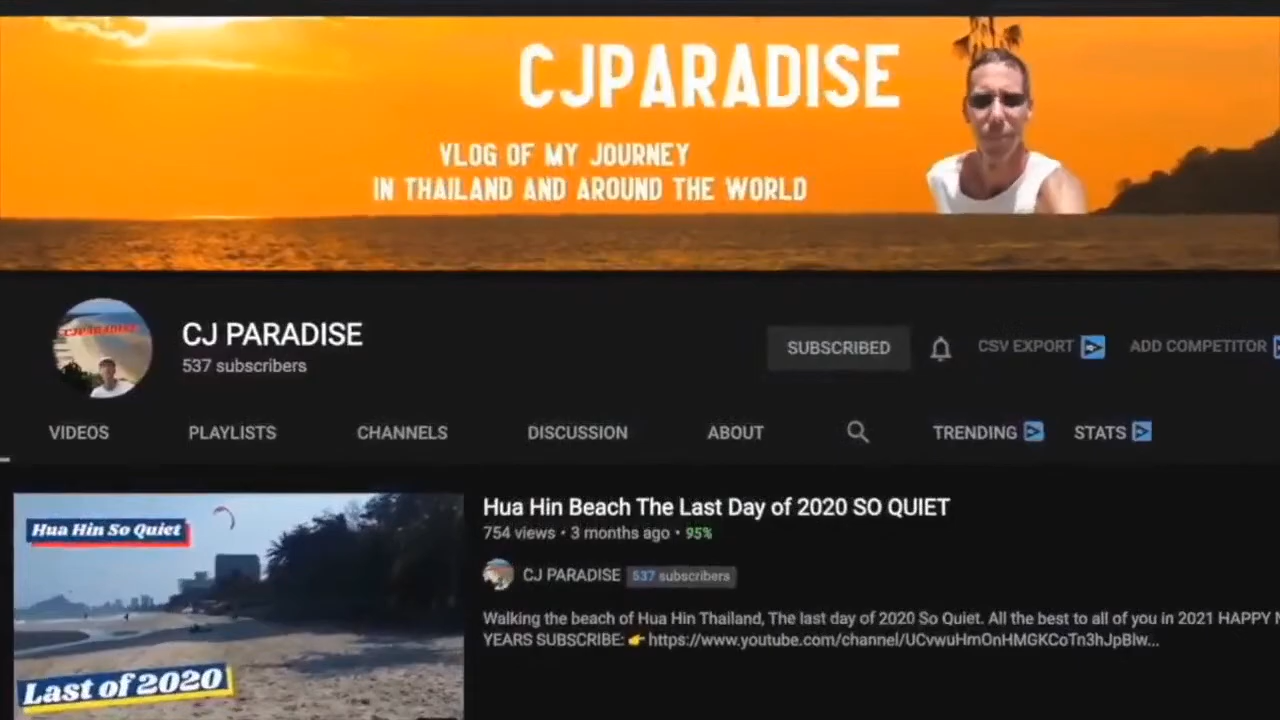 CJPARADISE
VLOG OF MY JOURNEY
IN THAILAND AND AROUND THE WORLD
CJPARADISE
CJ PARADISE
537 subscribers
SUBSCRIBED
CSV EXPORT
ADD COMPETITOR
VIDEOS
PLAYLISTS
CHANNELS
DISCUSSION
ABOUT
TRENDING
STATS
Hua Hin So Quiet
Last of 2020
Hua Hin Beach The Last Day of 2020 SO QUIET
754 views • 3 months ago • 95%
CJ PARADISE 537 subscribers
Walking the beach of Hua Hin Thailand, The last day of 2020 So Quiet. All the best to all of you in 2021 HAPPY N
YEARS SUBSCRIBE: 👉 https://www.youtube.com/channel/UCvwuHmOnHMGKCoTn3hJpBlw...